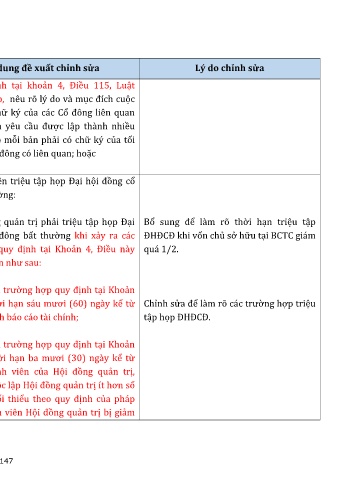 dung đề xuất chỉnh sửa
Lý do chỉnh sửa
nh tại khoản 4, Điều 115, Luật
nêu rõ lý do và mục đích cuộc
ữ ký của các Cổ đông liên quan
yêu cầu được lập thành nhiều
mỗi bản phải có chữ ký của tối
đông có liên quan; hoặc
ền triệu tập họp Đại hội đồng cổ
ờng:
quản trị phải triệu tập họp Đại
đông bất thường khi xảy ra các
quy định tại Khoản 4, Điều này
n như sau:
trường hợp quy định tại Khoản
ời hạn sáu mươi (60) ngày kể từ
h báo cáo tài chính;
trường hợp quy định tại Khoản
ời hạn ba mươi (30) ngày kể từ
nh viên của Hội đồng quản trị,
ộc lập Hội đồng quản trị ít hơn số
ối thiểu theo quy định của pháp
viên Hội đồng quản trị bị giảm
Bổ sung để làm rõ thời hạn triệu tập
ĐHĐCĐ khi vốn chủ sở hữu tại BCTC giảm
quá 1/2.
Chỉnh sửa để làm rõ các trường hợp triệu
tập họp ĐHĐCĐ.
147